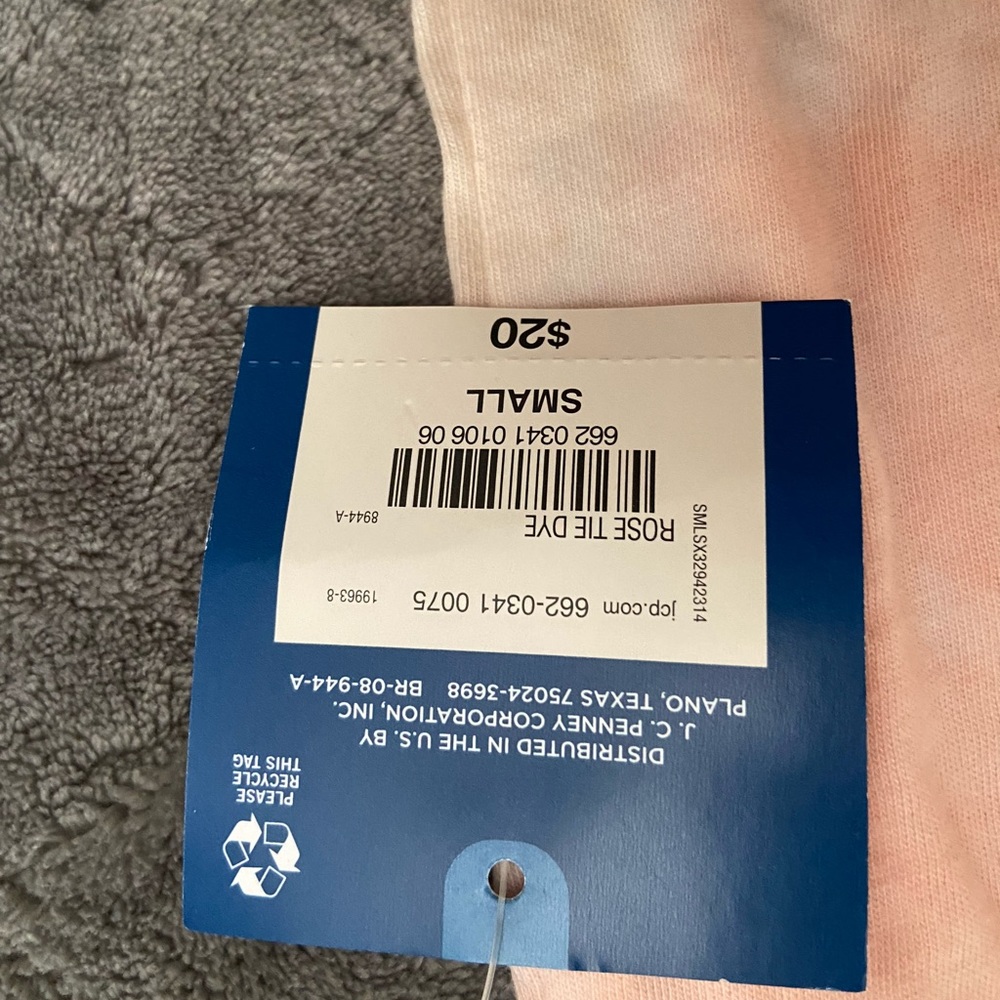 PLEASE
RECYCLE
THIS TAG
DISTRIBUTED IN THE U.S. BY
J. C. PENNEY CORPORATION, INC.
PLANO, TEXAS 75024-3698 BR-08-944-A
jcp.com 662-0341 0075 19963-8
SMLSX32942314
ROSE TIE DYE 8944-A
662 0341 0106 06
SMALL
$20